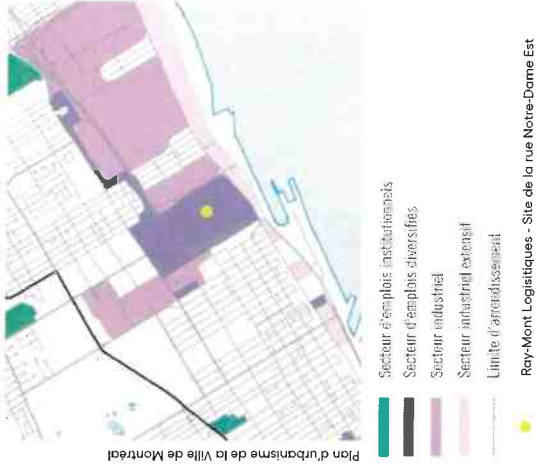 Plan d'urbanisme de la Ville de Montréal
Secteur d'emplois institutionnels
Secteur d'emplois diversifiés
Secteur industriel
Secteur industriel extensif
Limite d'arrondissement
Ray-Mont Logisitiques - Site de la rue Notre-Dame Est